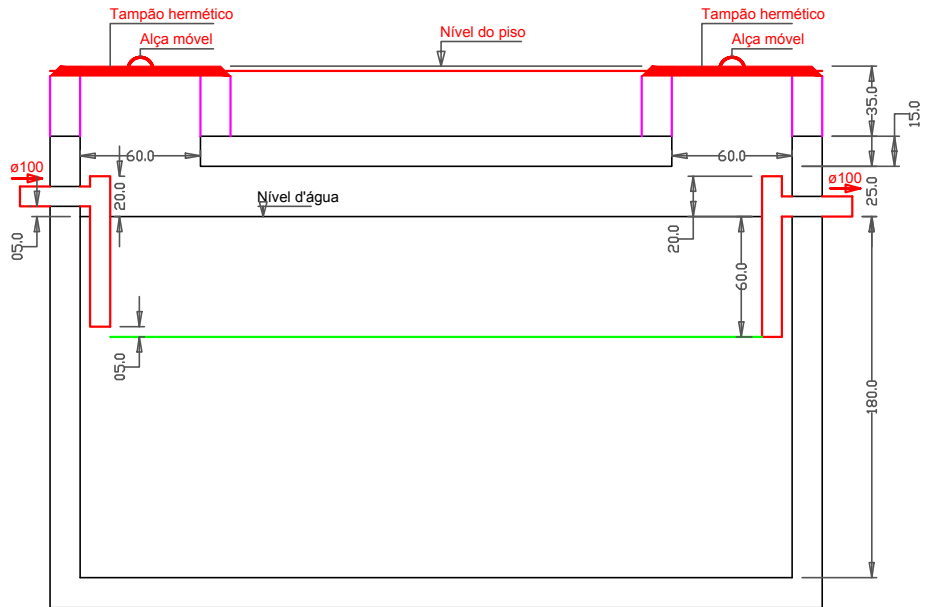 Tampão hermético
Tampão hermético
Alça móvel
Nível do piso
Alça móvel
35.0
15.0
60.0
60.0
ø100
ø100
20.0
Nível d'água
25.0
05.0
20.0
60.0
05.0
180.0